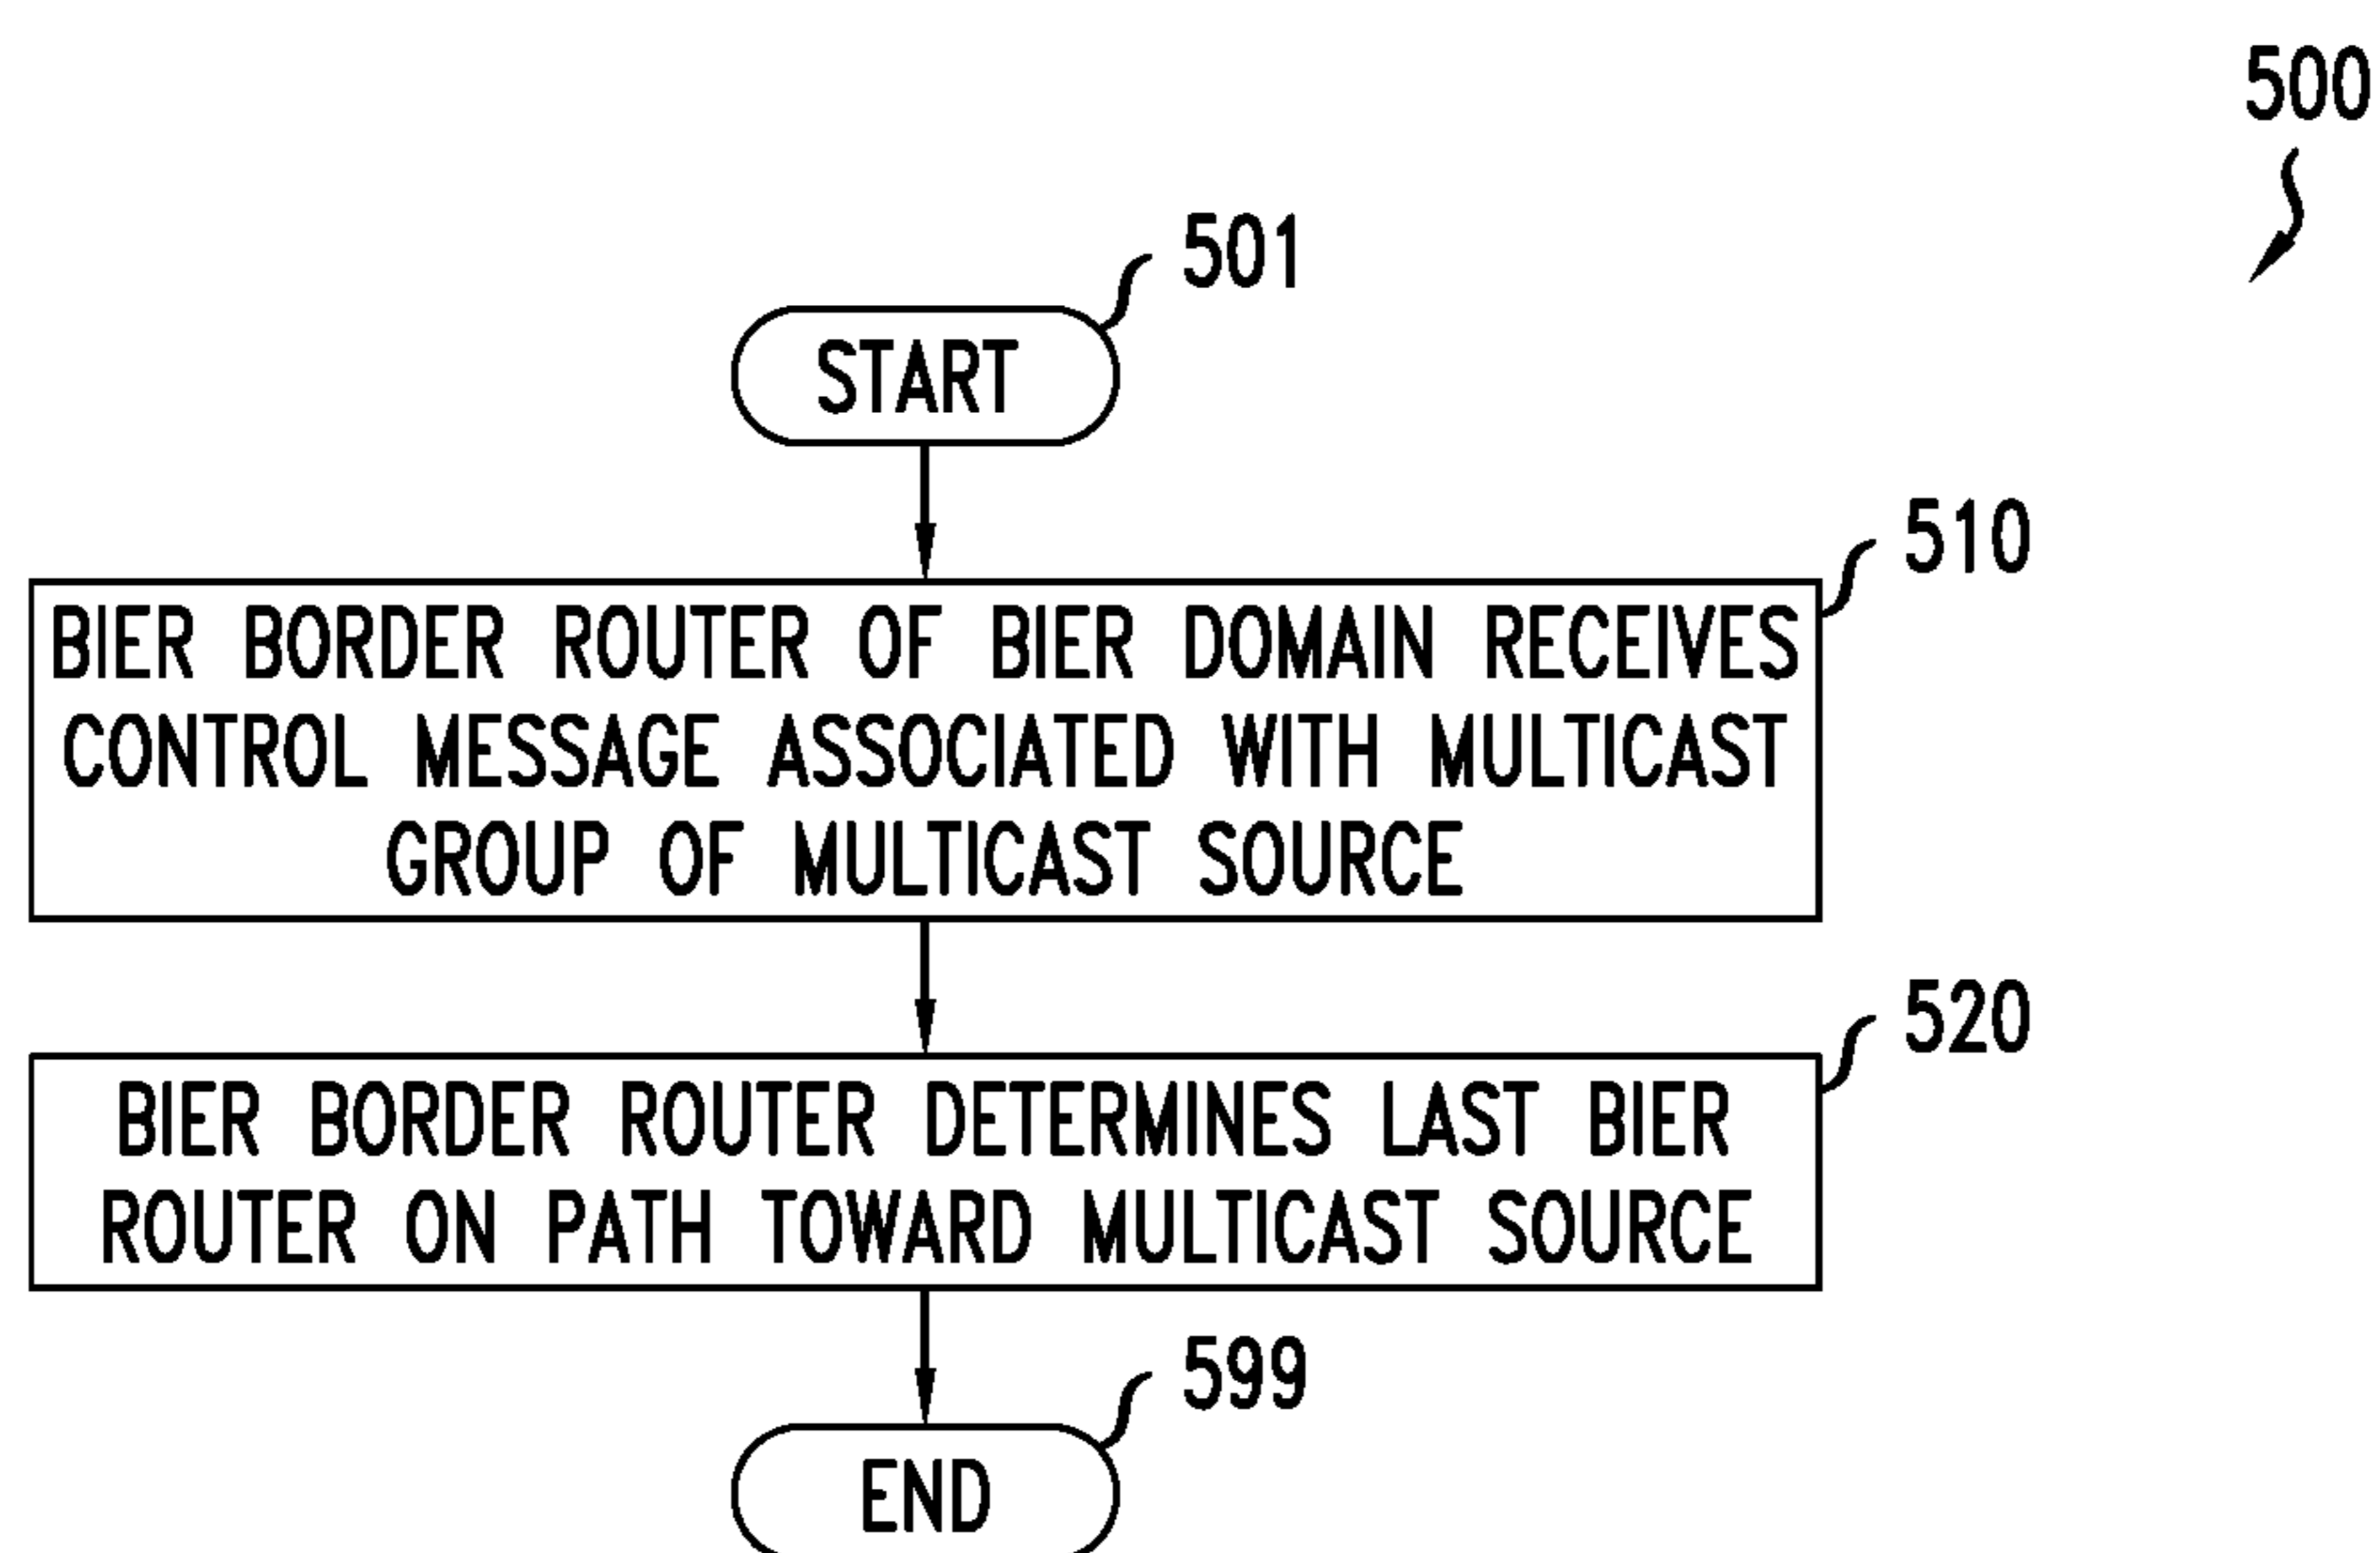 500
501
START
510
BIER BORDER ROUTER OF BIER DOMAIN RECEIVES
CONTROL MESSAGE ASSOCIATED WITH MULTICAST
GROUP OF MULTICAST SOURCE
520
BIER BORDER ROUTER DETERMINES LAST BIER
ROUTER ON PATH TOWARD MULTICAST SOURCE
599
END